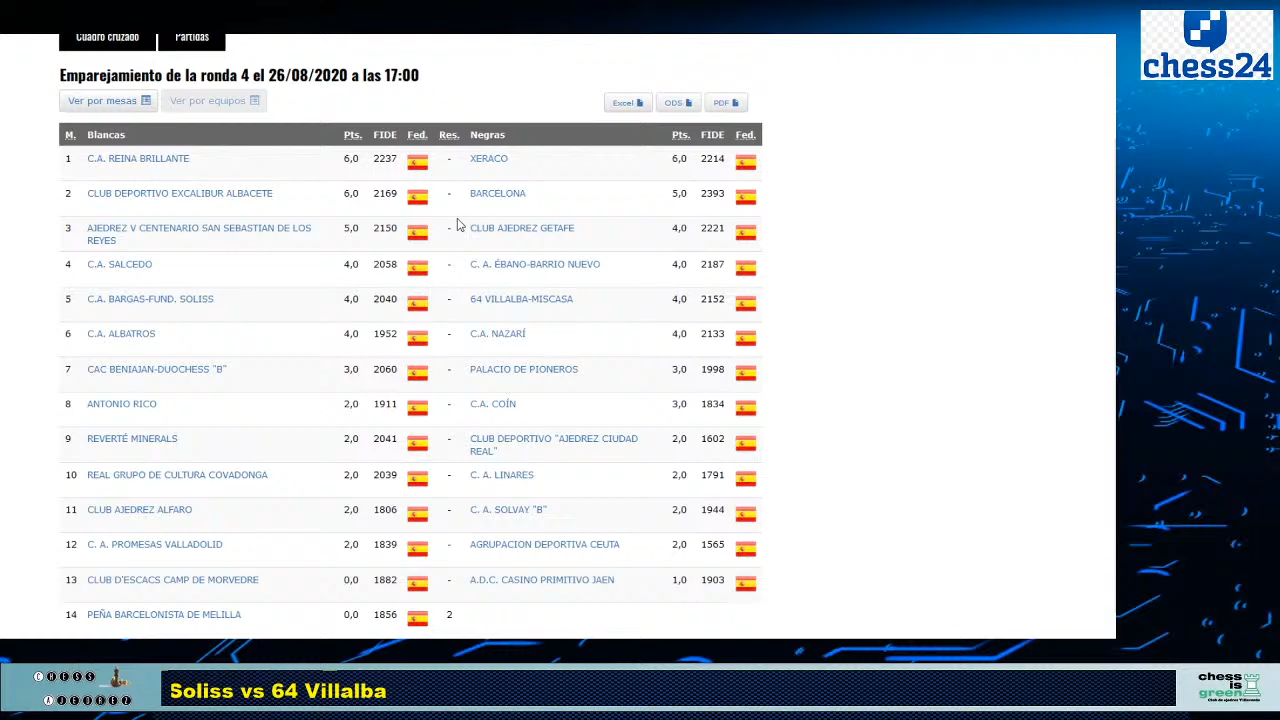 Cuadro cruzado Partidas
chess24
Emparejamiento de la ronda 4 el 26/08/2020 a las 17:00
Ver por mesas Ver por equipos Excel ODS PDF
M. Blancas Pts. FIDE Fed. Res. Negras Pts. FIDE Fed.
1 C.A. REINA BRILLANTE 6,0 2237 - XERACO 6,0 2214
2 CLUB DEPORTIVO EXCALIBUR ALBACETE 6,0 2169 - BARCELONA 5,0 2393
3 AJEDREZ V CENTENARIO SAN SEBASTIAN DE LOS 5,0 2150 - CLUB AJEDREZ GETAFE 4,0 2221
REYES
4 C.A. SALCEDO 4,0 2058 - C. A. EBANO-BARRIO NUEVO 4,0 2187
5 C.A. BARGAS-FUND. SOLISS 4,0 2040 - 64 VILLALBA-MISCASA 4,0 2152
6 C.A. ALBATROS 4,0 1952 - C.A. NAZARÍ 4,0 2133
7 CAC BENIAJAN-DUOCHESS "B" 3,0 2060 - PALACIO DE PIONEROS 3,0 1998
8 ANTONIO RICO 2,0 1911 - C.A. COÍN 3,0 1834
9 REVERTÉ MINERALS 2,0 2041 - CLUB DEPORTIVO "AJEDREZ CIUDAD 2,0 1602
REAL"
10 REAL GRUPO DE CULTURA COVADONGA 2,0 2039 - C. A. LINARES 2,0 1791
11 CLUB AJEDREZ ALFARO 2,0 1806 - C. A. SOLVAY "B" 2,0 1944
12 C. A. PROMESAS VALLADOLID 2,0 1839 - AGRUPACION DEPORTIVA CEUTA 2,0 1565
13 CLUB D'ESCACS CAMP DE MORVEDRE 0,0 1882 - A.D.C. CASINO PRIMITIVO JAEN 1,0 1903
14 PEÑA BARCELONISTA DE MELILLA 0,0 1856 2
CHESS
AJEDREZ
Soliss vs 64 Villalba
chess
is
green